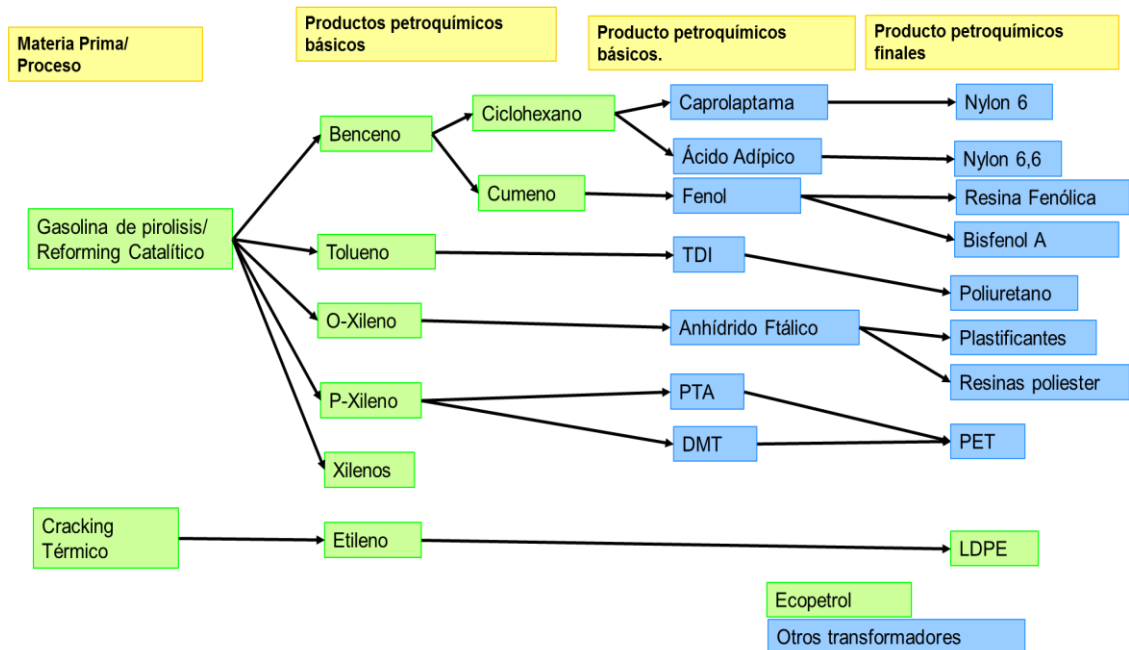 Materia Prima/
Proceso
Productos petroquímicos
básicos
Producto petroquímicos
básicos.
Producto petroquímicos
finales
Gasolina de pirolisis/
Reforming Catalítico
Benceno
Ciclohexano
Caprolaptama
Nylon 6
Ácido Adípico
Nylon 6,6
Cumeno
Fenol
Resina Fenólica
Bisfenol A
Tolueno
TDI
Poliuretano
O-Xileno
Anhídrido Ftálico
Plastificantes
Resinas poliester
P-Xileno
PTA
DMT
PET
Xilenos
Cracking
Térmico
Etileno
LDPE
Ecopetrol
Otros transformadores